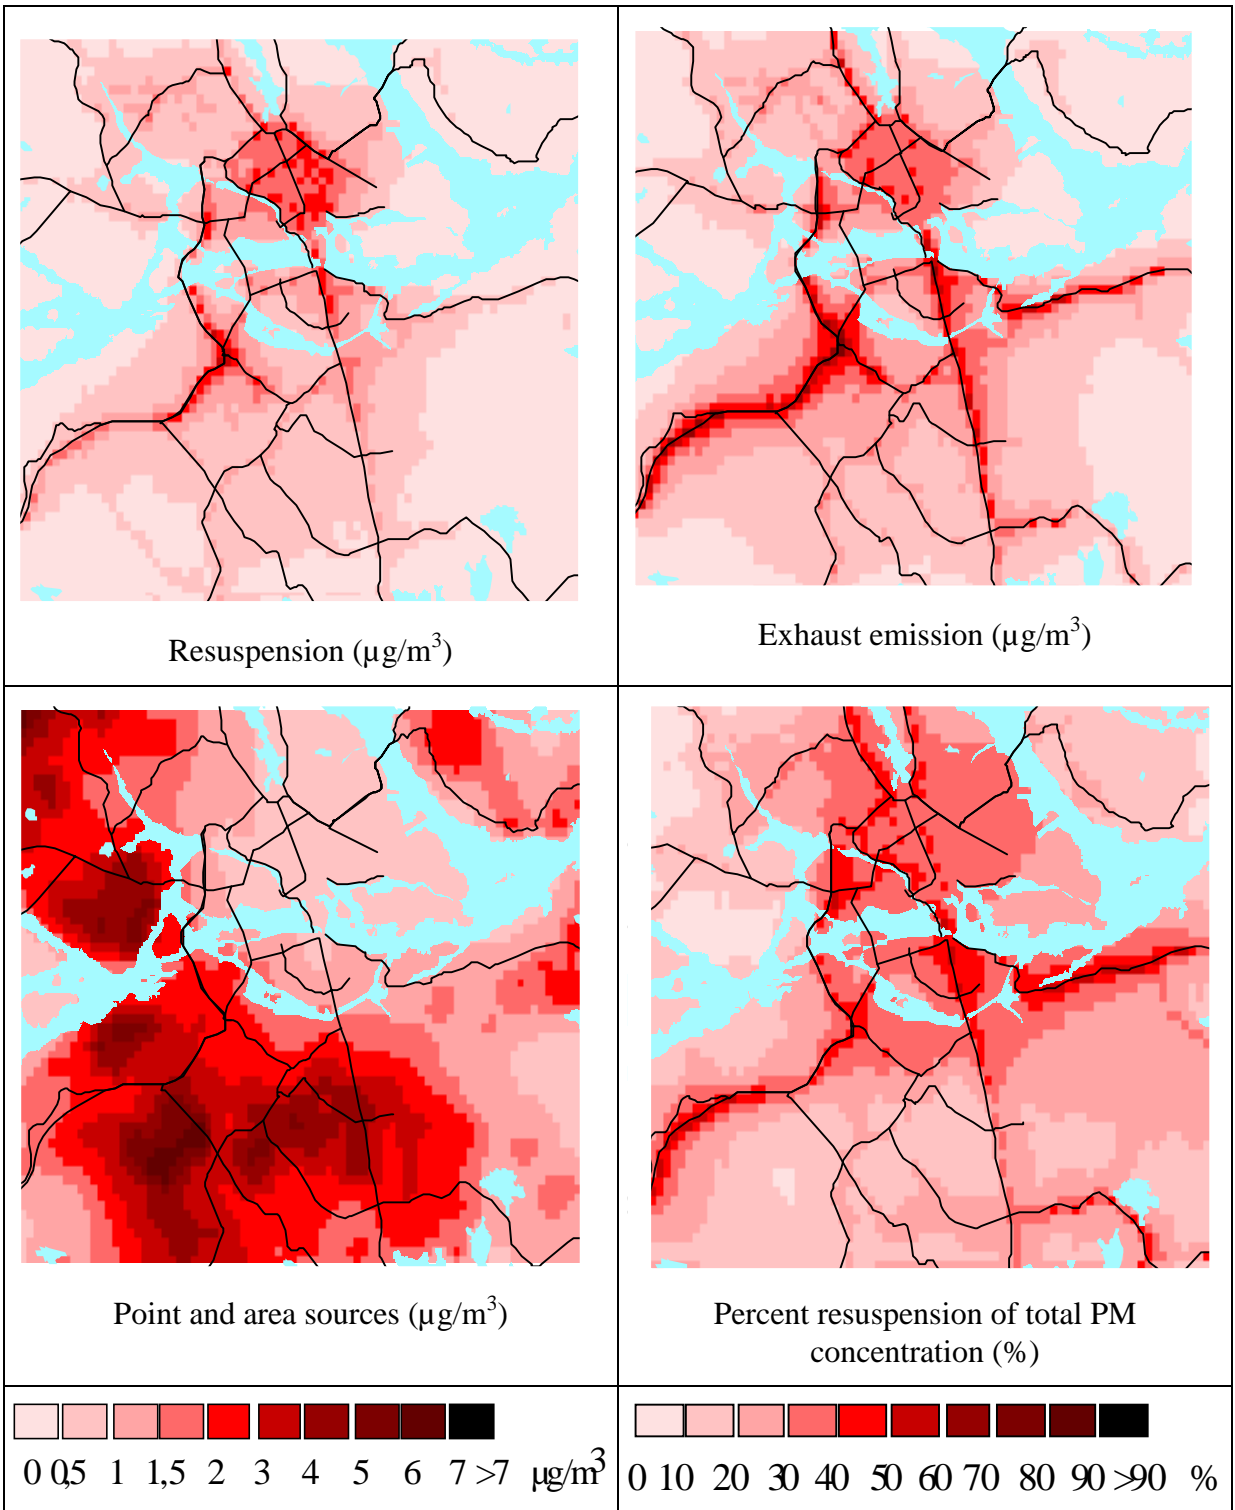 Resuspension (µg/m³)
Exhaust emission (µg/m³)
Point and area sources (µg/m³)
Percent resuspension of total PM
concentration (%)
0 0,5 1 1,5 2 3 4 5 6 7 >7 µg/m³
0 10 20 30 40 50 60 70 80 90 >90 %